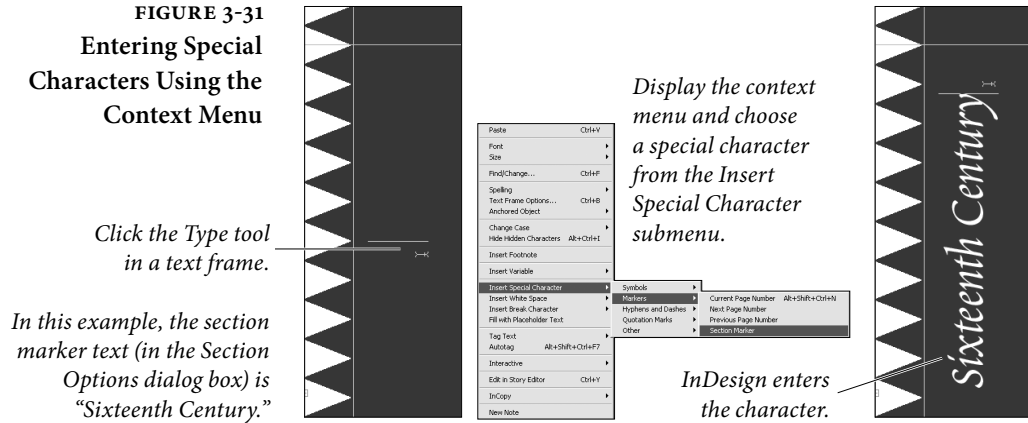 FIGURE 3-31
Entering Special
Characters Using the
Context Menu
Click the Type tool
in a text frame.
In this example, the section
marker text (in the Section
Options dialog box) is
“Sixteenth Century.”
Paste Ctrl+V
Font
Size
Find/Change... Ctrl+F
Spelling
Text Frame Options... Ctrl+B
Anchored Object
Change Case
Hide Hidden Characters Alt+Ctrl+I
Insert Footnote
Insert Variable
Insert Special Character
Insert White Space
Insert Break Character
Fill with Placeholder Text
Tag Text
Autotag Alt+Shift+Ctrl+F7
Interactive
Edit in Story Editor Ctrl+Y
InCopy
New Note
Symbols
Markers
Hyphens and Dashes
Quotation Marks
Other
Current Page Number Alt+Shift+Ctrl+N
Next Page Number
Previous Page Number
Section Marker
Display the context
menu and choose
a special character
from the Insert
Special Character
submenu.
InDesign enters
the character.
Sixteenth Century